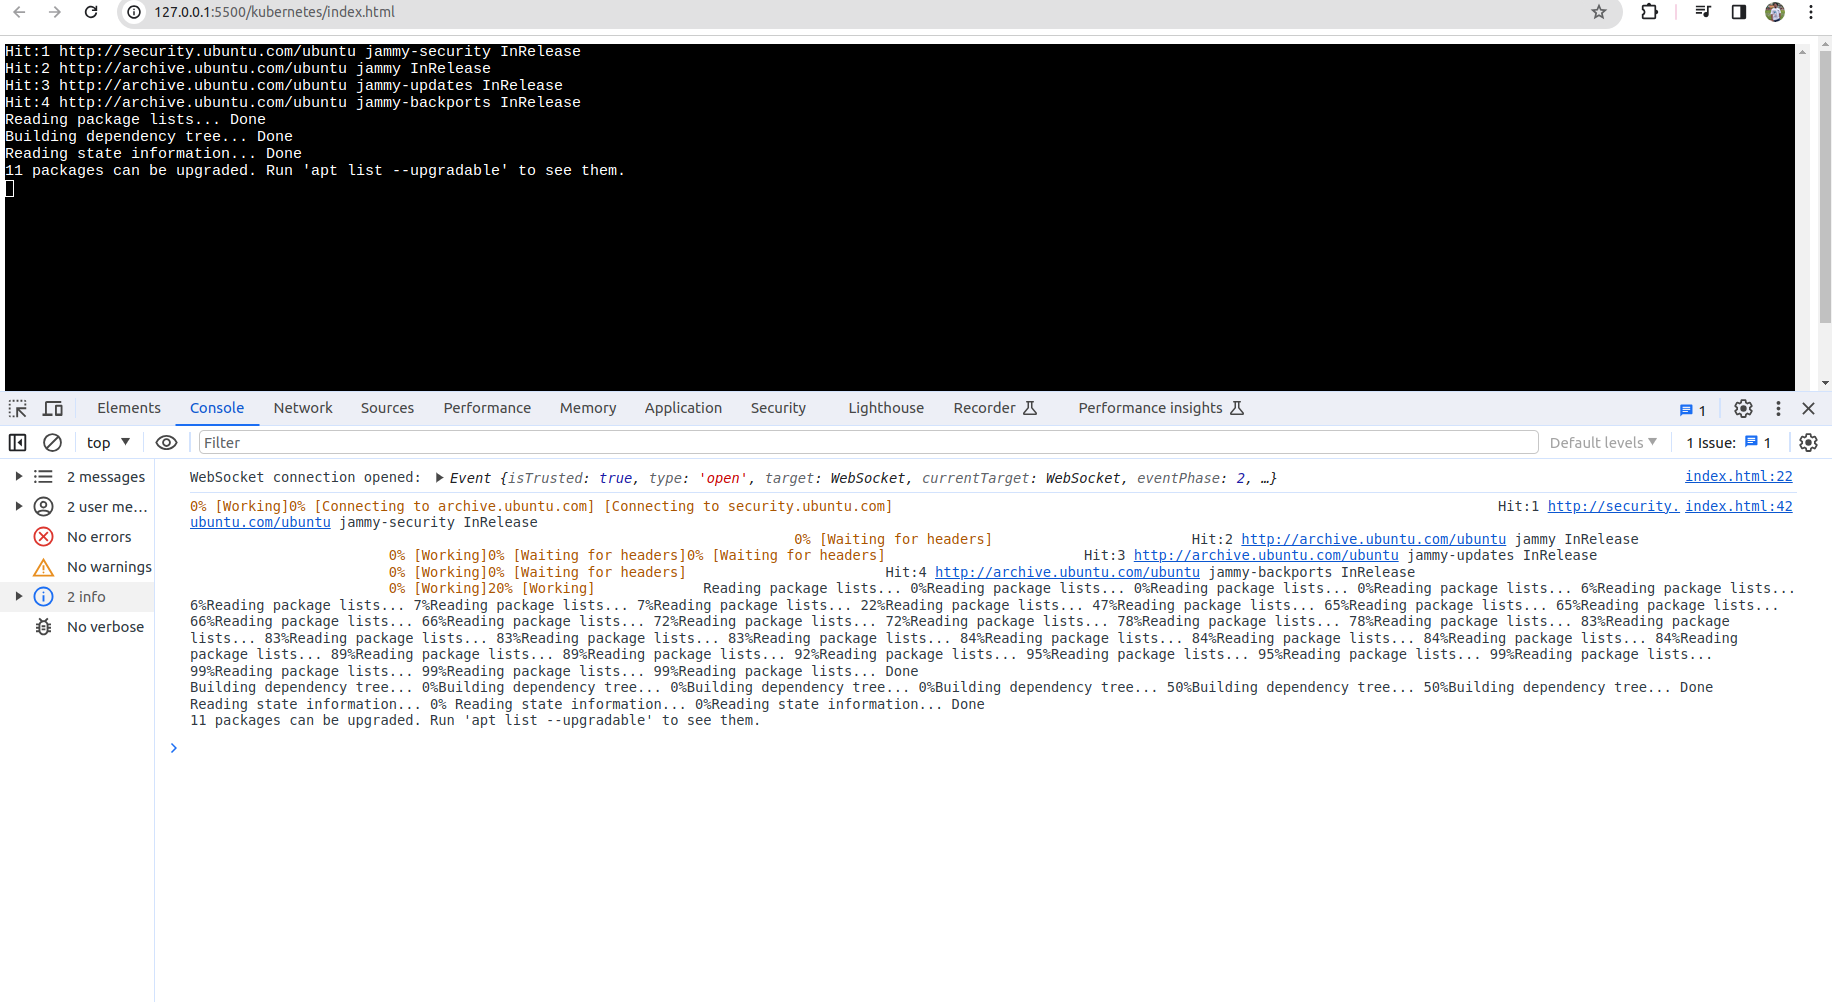 127.0.0.1:5500/kubernetes/index.html
Hit:1 http://security.ubuntu.com/ubuntu jammy-security InRelease
Hit:2 http://archive.ubuntu.com/ubuntu jammy InRelease
Hit:3 http://archive.ubuntu.com/ubuntu jammy-updates InRelease
Hit:4 http://archive.ubuntu.com/ubuntu jammy-backports InRelease
Reading package lists... Done
Building dependency tree... Done
Reading state information... Done
11 packages can be upgraded. Run 'apt list --upgradable' to see them.
Elements Console Network Sources Performance Memory Application Security Lighthouse Recorder Performance insights 1
top Filter Default levels 1 Issue: 1
2 messages
2 user me...
No errors
No warnings
2 info
No verbose
WebSocket connection opened: Event {isTrusted: true, type: 'open', target: WebSocket, currentTarget: WebSocket, eventPhase: 2, …} index.html:22
0% [Working]0% [Connecting to archive.ubuntu.com] [Connecting to security.ubuntu.com] Hit:1 http://security. index.html:42
ubuntu.com/ubuntu jammy-security InRelease
0% [Waiting for headers] Hit:2 http://archive.ubuntu.com/ubuntu jammy InRelease
0% [Working]0% [Waiting for headers]0% [Waiting for headers] Hit:3 http://archive.ubuntu.com/ubuntu jammy-updates InRelease
0% [Working]0% [Waiting for headers] Hit:4 http://archive.ubuntu.com/ubuntu jammy-backports InRelease
0% [Working]20% [Working] Reading package lists... 0%Reading package lists... 0%Reading package lists... 0%Reading package lists... 6%Reading package lists...
6%Reading package lists... 7%Reading package lists... 7%Reading package lists... 22%Reading package lists... 47%Reading package lists... 65%Reading package lists... 65%Reading package lists...
66%Reading package lists... 66%Reading package lists... 72%Reading package lists... 72%Reading package lists... 78%Reading package lists... 78%Reading package lists... 83%Reading package
lists... 83%Reading package lists... 83%Reading package lists... 83%Reading package lists... 84%Reading package lists... 84%Reading package lists... 84%Reading package lists... 84%Reading
package lists... 89%Reading package lists... 89%Reading package lists... 92%Reading package lists... 95%Reading package lists... 95%Reading package lists... 99%Reading package lists...
99%Reading package lists... 99%Reading package lists... 99%Reading package lists... Done
Building dependency tree... 0%Building dependency tree... 0%Building dependency tree... 0%Building dependency tree... 50%Building dependency tree... 50%Building dependency tree... Done
Reading state information... 0% Reading state information... 0%Reading state information... Done
11 packages can be upgraded. Run 'apt list --upgradable' to see them.